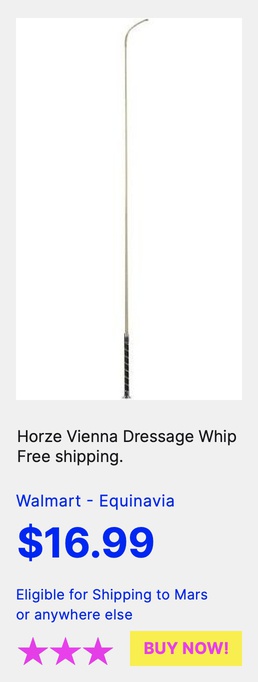 Horze Vienna Dressage Whip
Free shipping.
Walmart - Equinavia
$16.99
Eligible for Shipping to Mars
or anywhere else
BUY NOW!